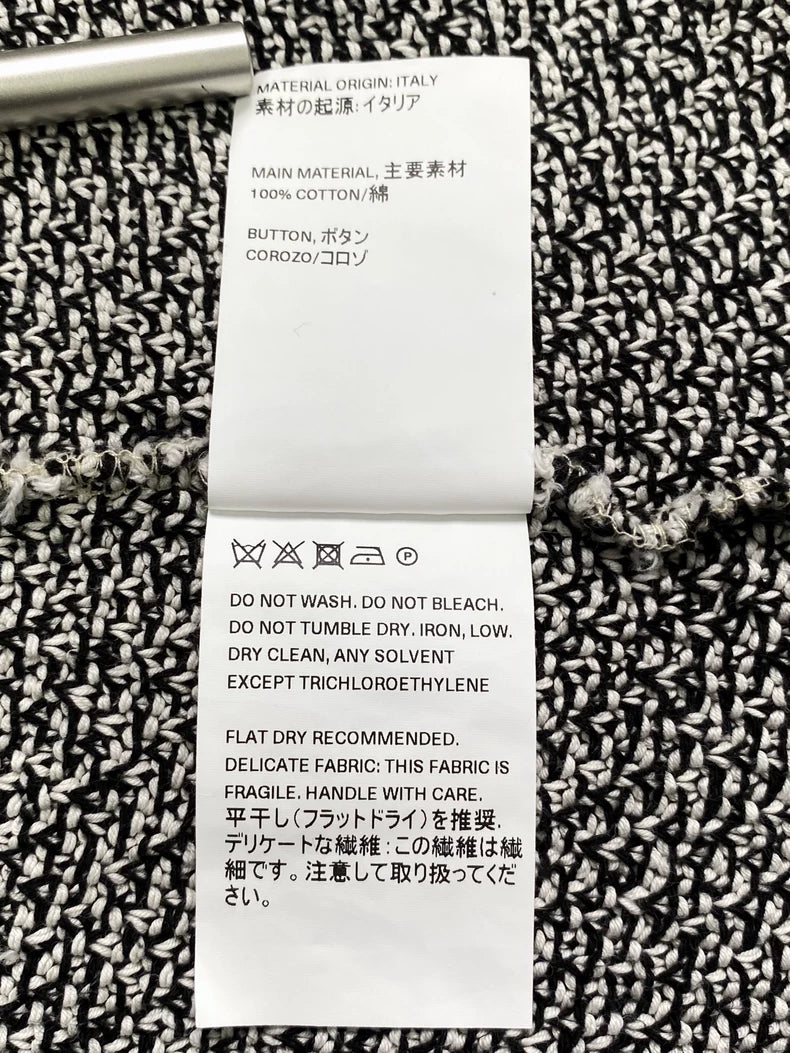 MATERIAL ORIGIN: ITALY
素材の起源:イタリア
MAIN MATERIAL, 主要素材
100% COTTON/綿
BUTTON, ボタン
COROZO/コロゾ
P
DO NOT WASH. DO NOT BLEACH.
DO NOT TUMBLE DRY. IRON, LOW.
DRY CLEAN, ANY SOLVENT
EXCEPT TRICHLOROETHYLENE
FLAT DRY RECOMMENDED.
DELICATE FABRIC: THIS FABRIC IS
FRAGILE. HANDLE WITH CARE.
平干し(フラットドライ)を推奨.
デリケートな繊維:この繊維は繊
細です。注意して取り扱ってくだ
さい。